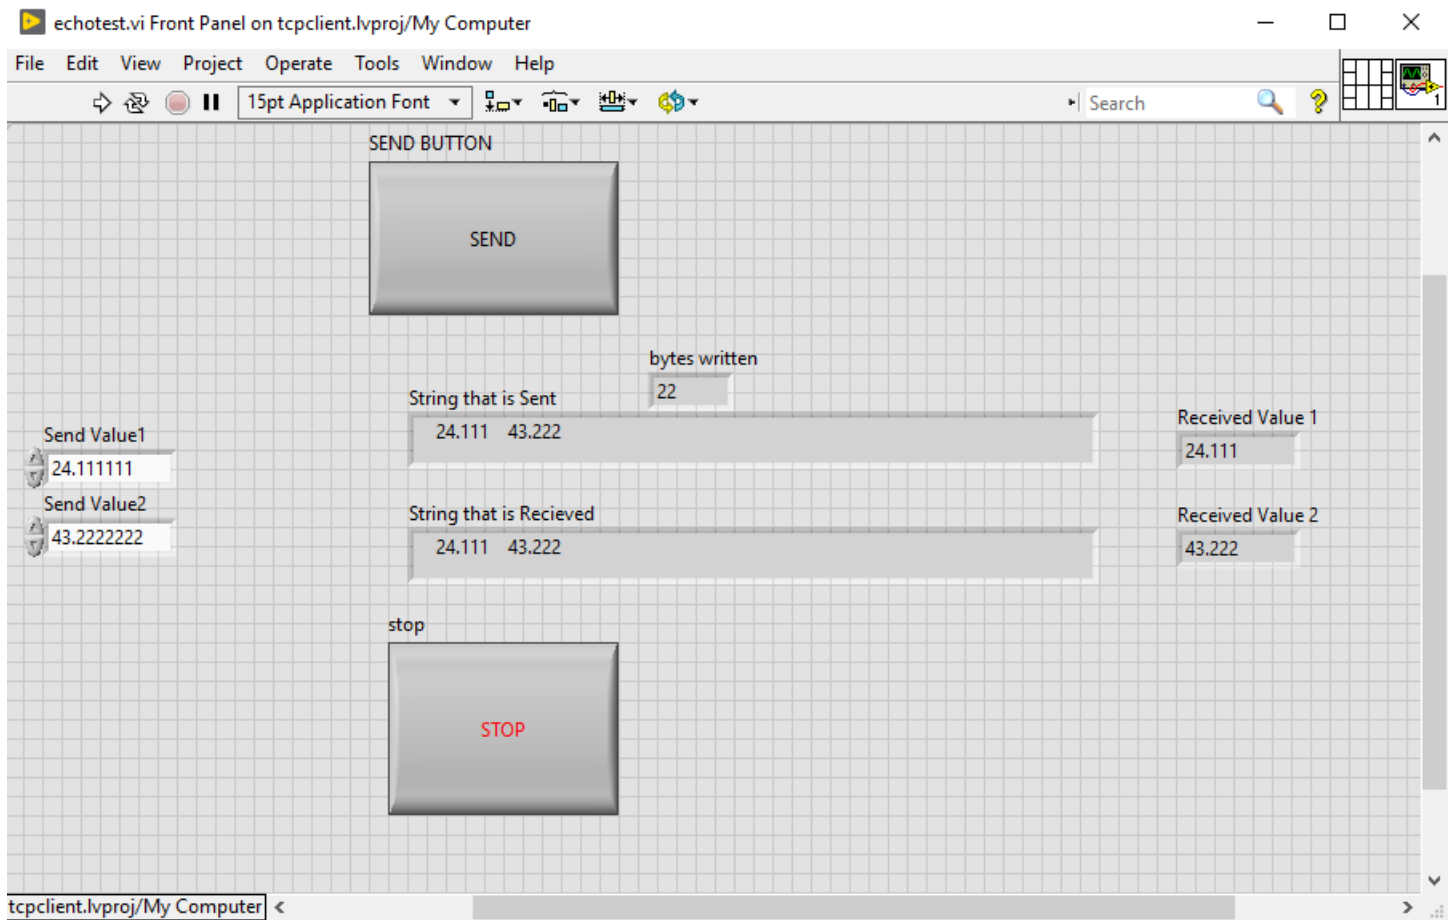 echotest.vi Front Panel on tcpclient.lvproj/My Computer
File Edit View Project Operate Tools Window Help
15pt Application Font
Search
1
SEND BUTTON
SEND
bytes written
22
String that is Sent
24.111 43.222
Received Value 1
24.111
Send Value1
24.111111
Send Value2
43.2222222
String that is Recieved
24.111 43.222
Received Value 2
43.222
stop
STOP
tcpclient.lvproj/My Computer